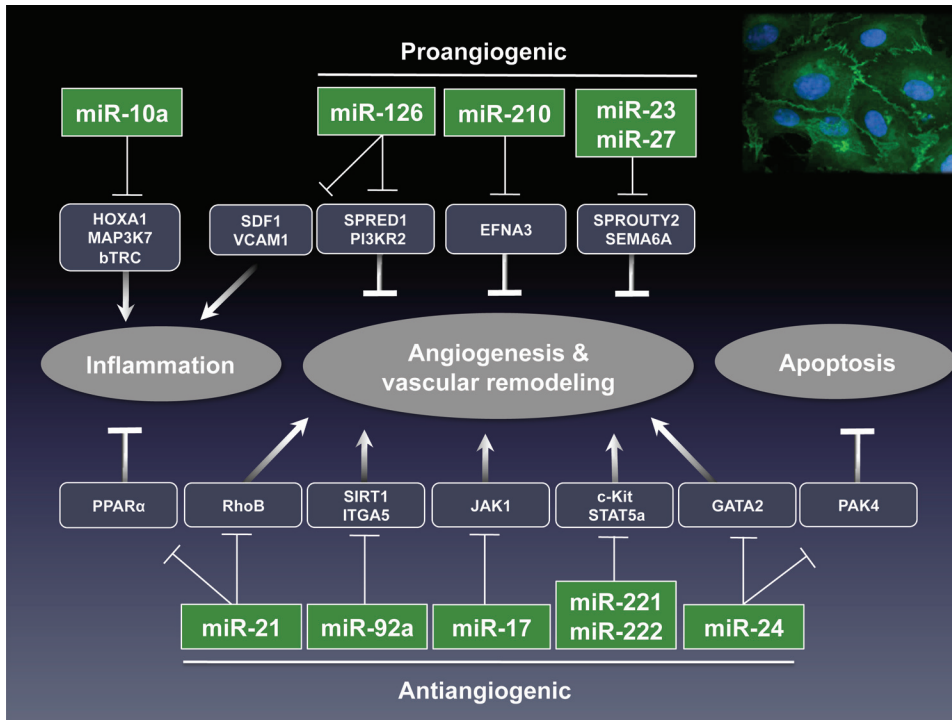 Proangiogenic
miR-10a
miR-126
miR-210
miR-23
miR-27
HOXA1
MAP3K7
bTRC
SDF1
VCAM1
SPRED1
PI3KR2
EFNA3
SPROUTY2
SEMA6A
Inflammation
Angiogenesis &
vascular remodeling
Apoptosis
PPARα
RhoB
SIRT1
ITGA5
JAK1
c-Kit
STAT5a
GATA2
PAK4
miR-21
miR-92a
miR-17
miR-221
miR-222
miR-24
Antiangiogenic